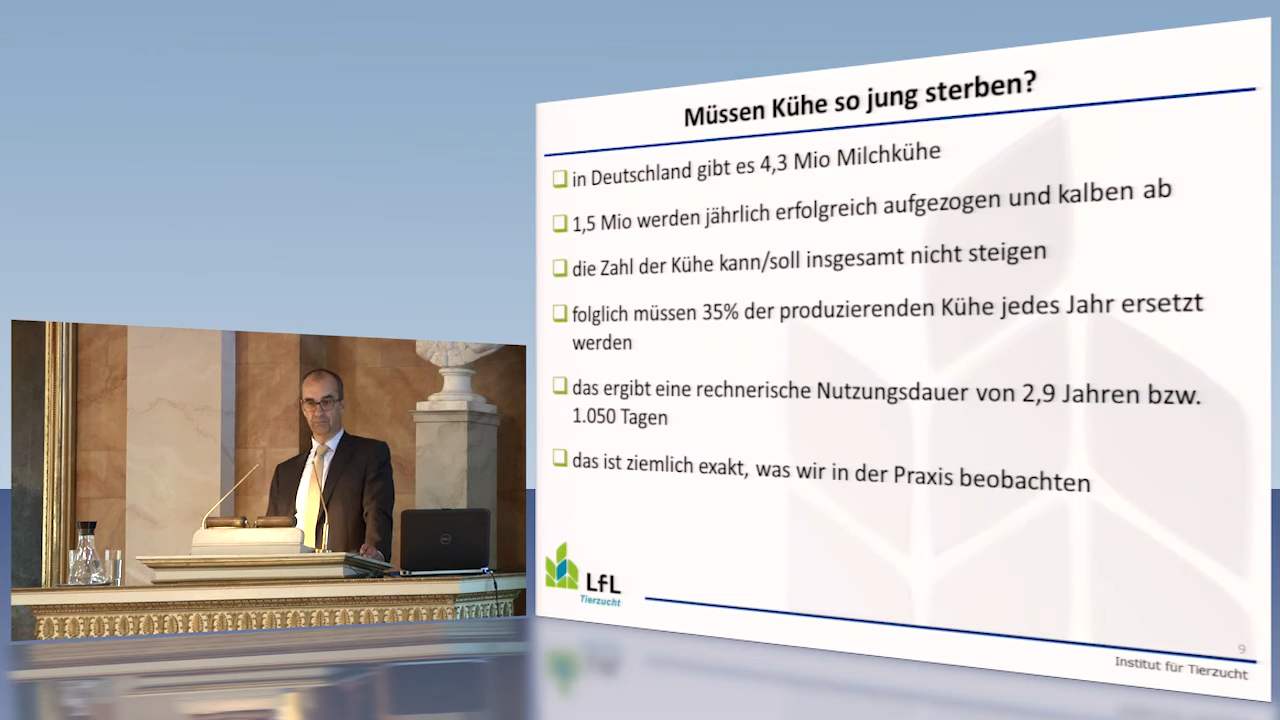 Müssen Kühe so jung sterben?
in Deutschland gibt es 4,3 Mio Milchkühe
1,5 Mio werden jährlich erfolgreich aufgezogen und kalben ab
die Zahl der Kühe kann/soll insgesamt nicht steigen
folglich müssen 35% der produzierenden Kühe jedes Jahr ersetzt
werden
das ergibt eine rechnerische Nutzungsdauer von 2,9 Jahren bzw.
1.050 Tagen
das ist ziemlich exakt, was wir in der Praxis beobachten
LfL
Tierzucht
9
Institut für Tierzucht
DELL